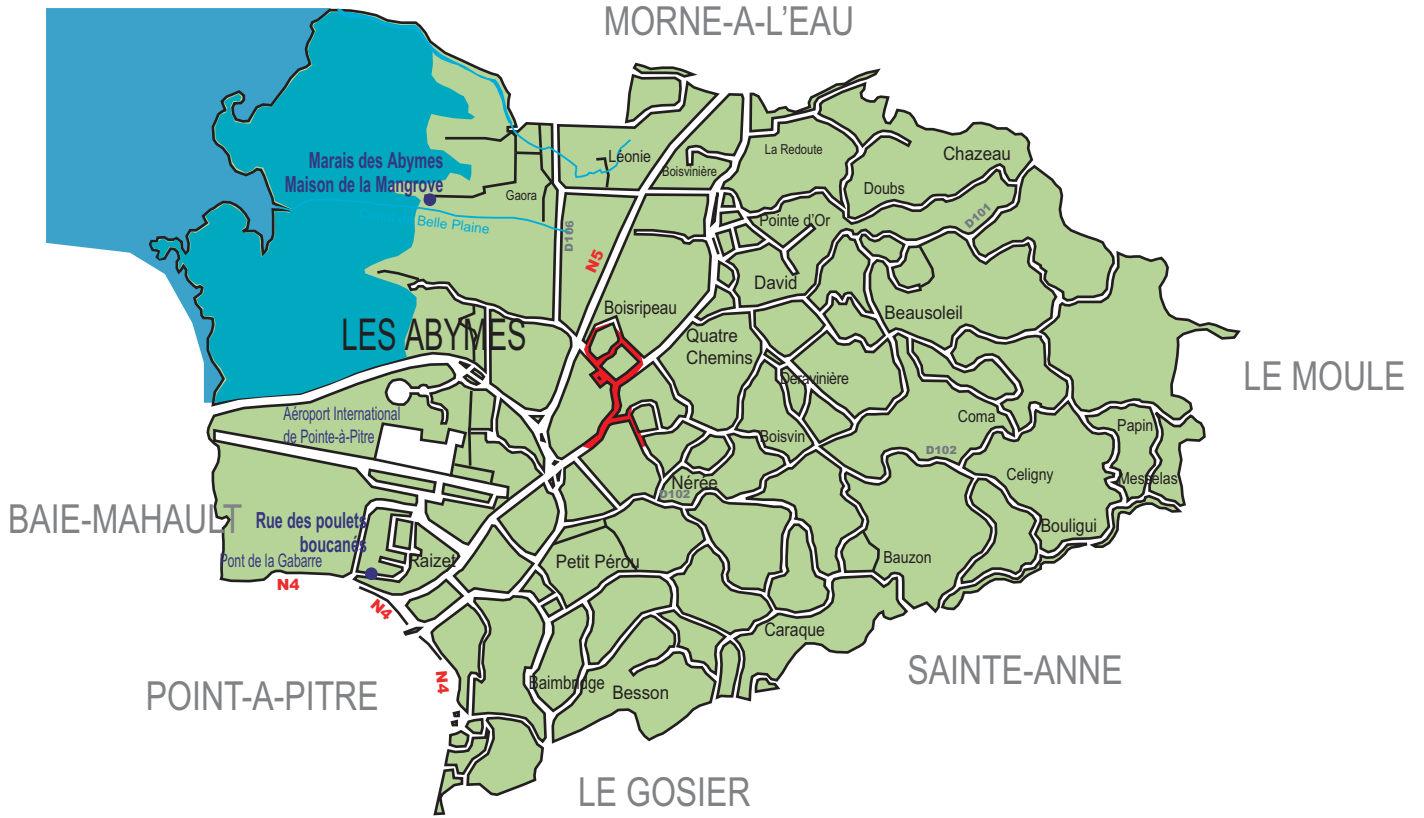 MORNE-A-L'EAU
La Redoute
Léonie
Chazeau
Marais des Abymes
Maison de la Mangrove
Boisvinière
Doubs
Gaora
Pointe d'Or
D101
Belle Plaine
D106
N5
David
Boisripeau
Beausoleil
LES ABYMES
Quatre
Chemins
LE MOULE
Deravinière
Aéroport International
de Pointe-à-Pitre
Coma
Papin
Boisvin
D102
Celigny
Messelas
Nérée
D102
BAIE-MAHAULT
Rue des poulets
boucanés
Bouligui
Pont de la Gabarre
Raizet
Petit Pérou
Bauzon
N4
N4
Caraque
SAINTE-ANNE
N4
POINT-A-PITRE
Baimbridge
Besson
LE GOSIER